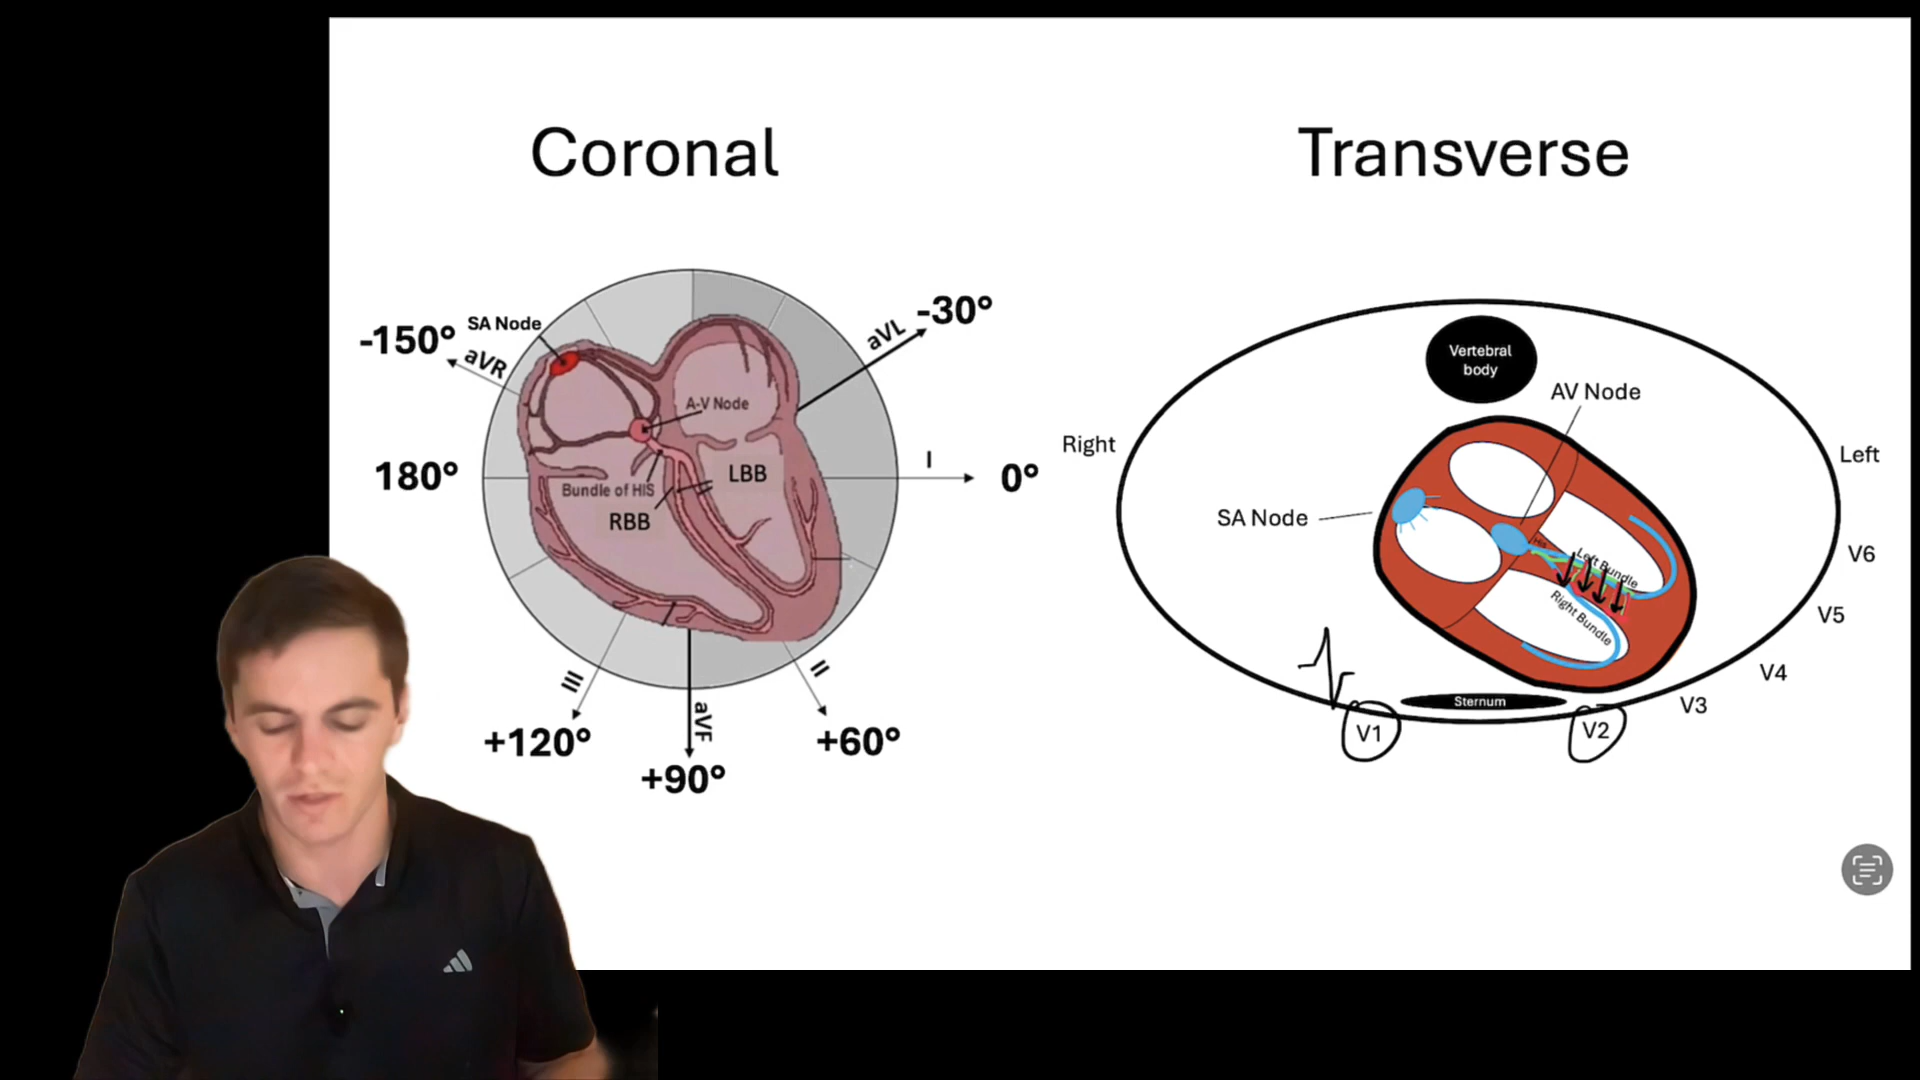 Coronal
Transverse
-150°
aVR
SA Node
aVL
-30°
A-V Node
180°
LBB
I
0°
Bundle of HIS
RBB
III
+120°
aVF
+90°
II
+60°
Vertebral
body
AV Node
Right
Left
SA Node
His
Left Bundle
Right Bundle
V6
V5
V4
V3
Sternum
V1
V2